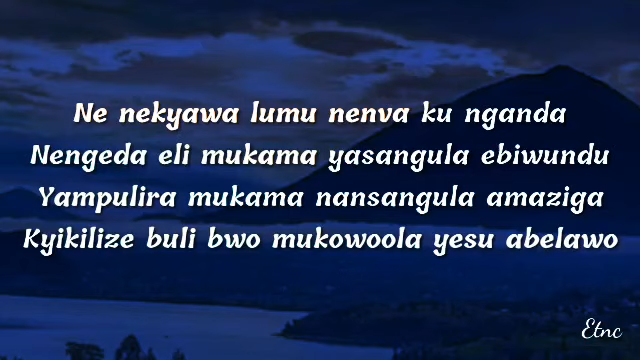 Ne nekyawa lumu nenva ku nganda
Nengeda eli mukama yasangula ebiwundu
Yampulira mukama nansangula amaziga
Kyikilize buli bwo mukowoola yesu abelawo
Etnc